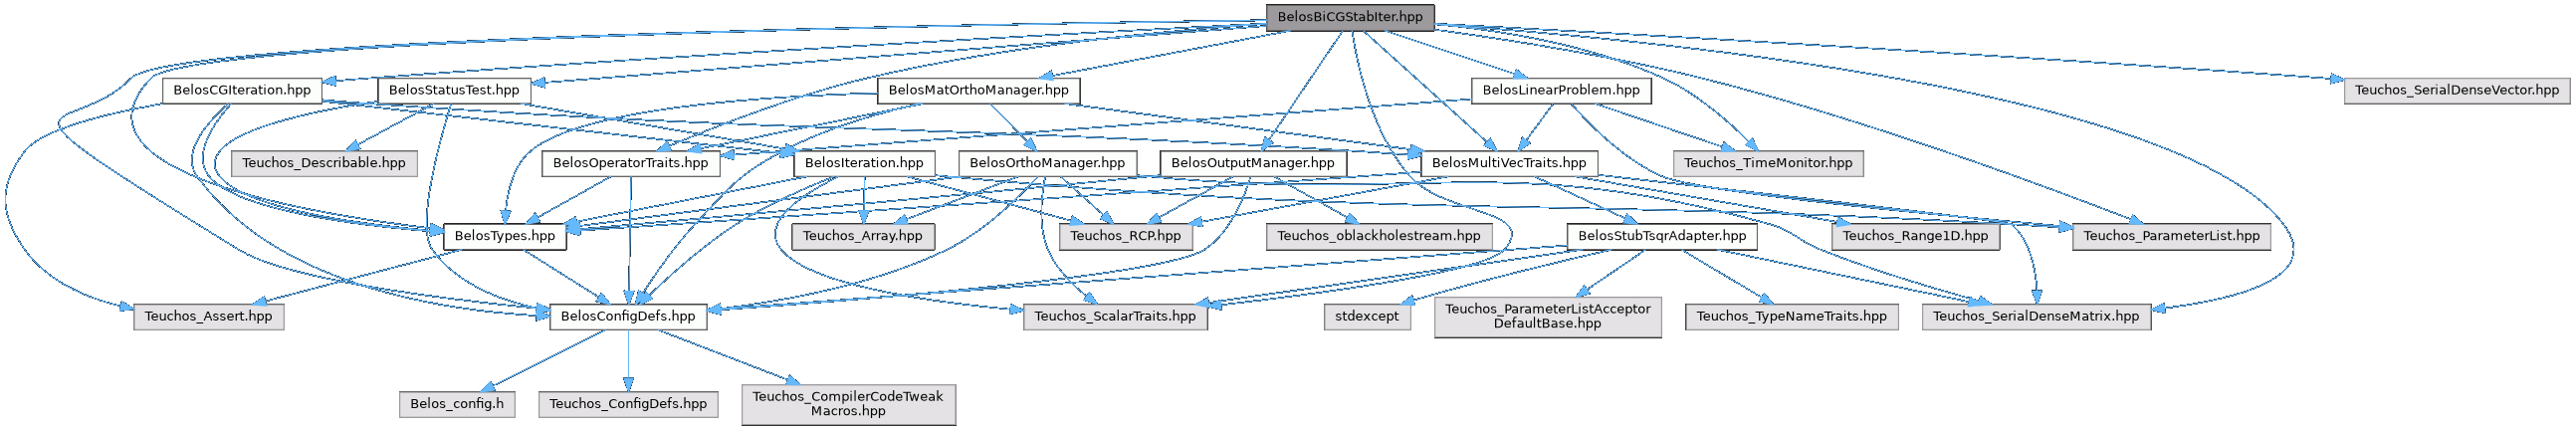 BelosBiCGStabIter.hpp
BelosCGIteration.hpp
BelosStatusTest.hpp
BelosMatOrthoManager.hpp
BelosLinearProblem.hpp
Teuchos_SerialDenseVector.hpp
Teuchos_Describable.hpp
BelosOperatorTraits.hpp
BelosIteration.hpp
BelosOrthoManager.hpp
BelosOutputManager.hpp
BelosMultiVecTraits.hpp
Teuchos_TimeMonitor.hpp
BelosTypes.hpp
Teuchos_Array.hpp
Teuchos_RCP.hpp
Teuchos_oblackholestream.hpp
BelosStubTsqrAdapter.hpp
Teuchos_Range1D.hpp
Teuchos_ParameterList.hpp
Teuchos_Assert.hpp
BelosConfigDefs.hpp
Teuchos_ScalarTraits.hpp
stdexcept
Teuchos_ParameterListAcceptor
DefaultBase.hpp
Teuchos_TypeNameTraits.hpp
Teuchos_SerialDenseMatrix.hpp
Belos_config.h
Teuchos_ConfigDefs.hpp
Teuchos_CompilerCodeTweak
Macros.hpp